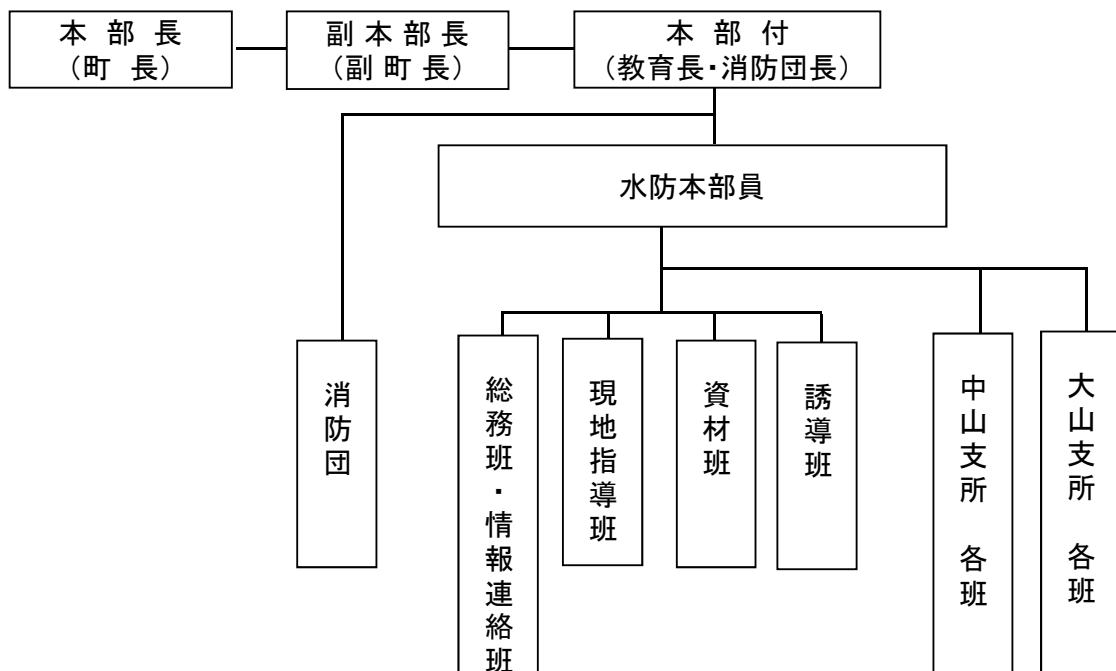 本部長
（町長）
副本部長
（副町長）
本部付
（教育長・消防団長）
水防本部員
消防団
総務班・情報連絡班
現地指導班
資材班
誘導班
中山支所　各班
大山支所　各班